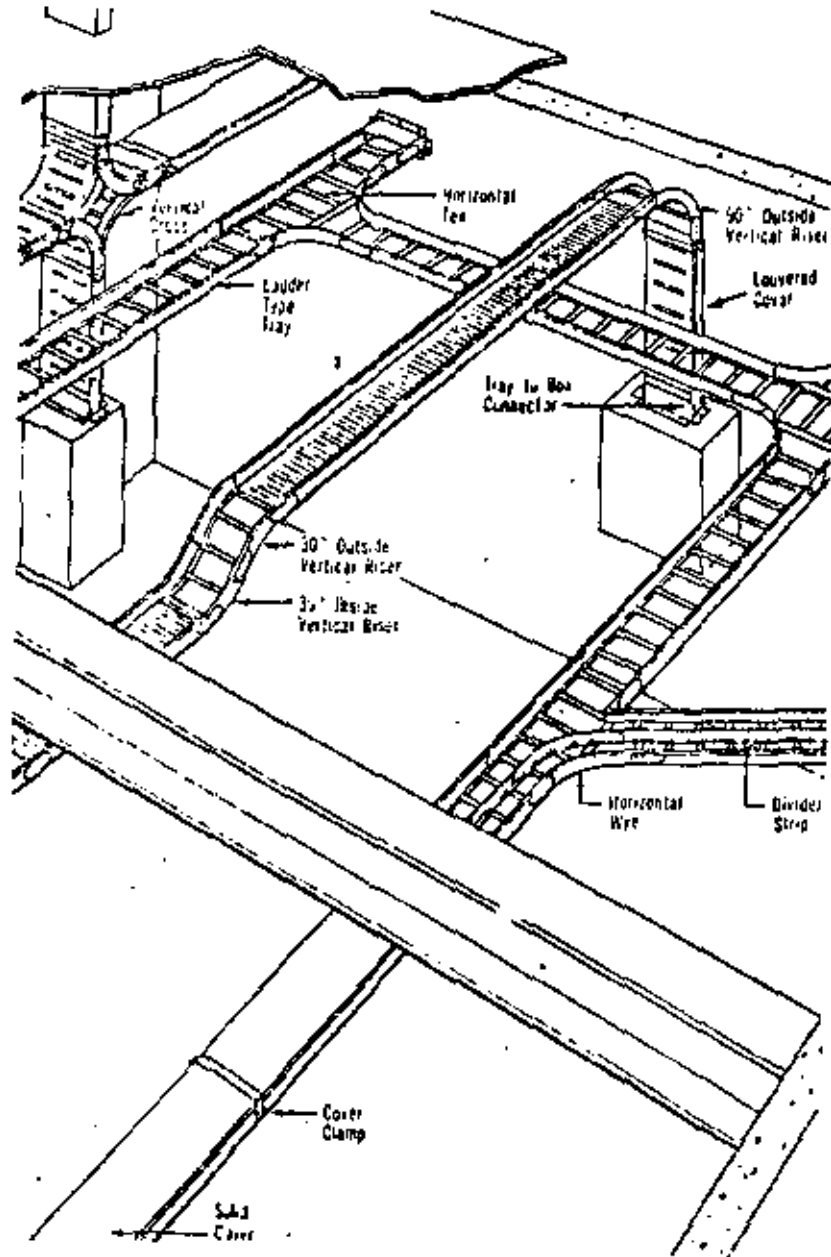 Horizontal
Tee
Vertical
Cross
90° Outside
Vertical Riser
Louvered
Cover
Ladder
Type
Tray
Tray to Box
Connector
30° Outside
Vertical Riser
30° Inside
Vertical Riser
Horizontal
Wye
Divider
Strip
Cover
Clamp
Solid
Cover